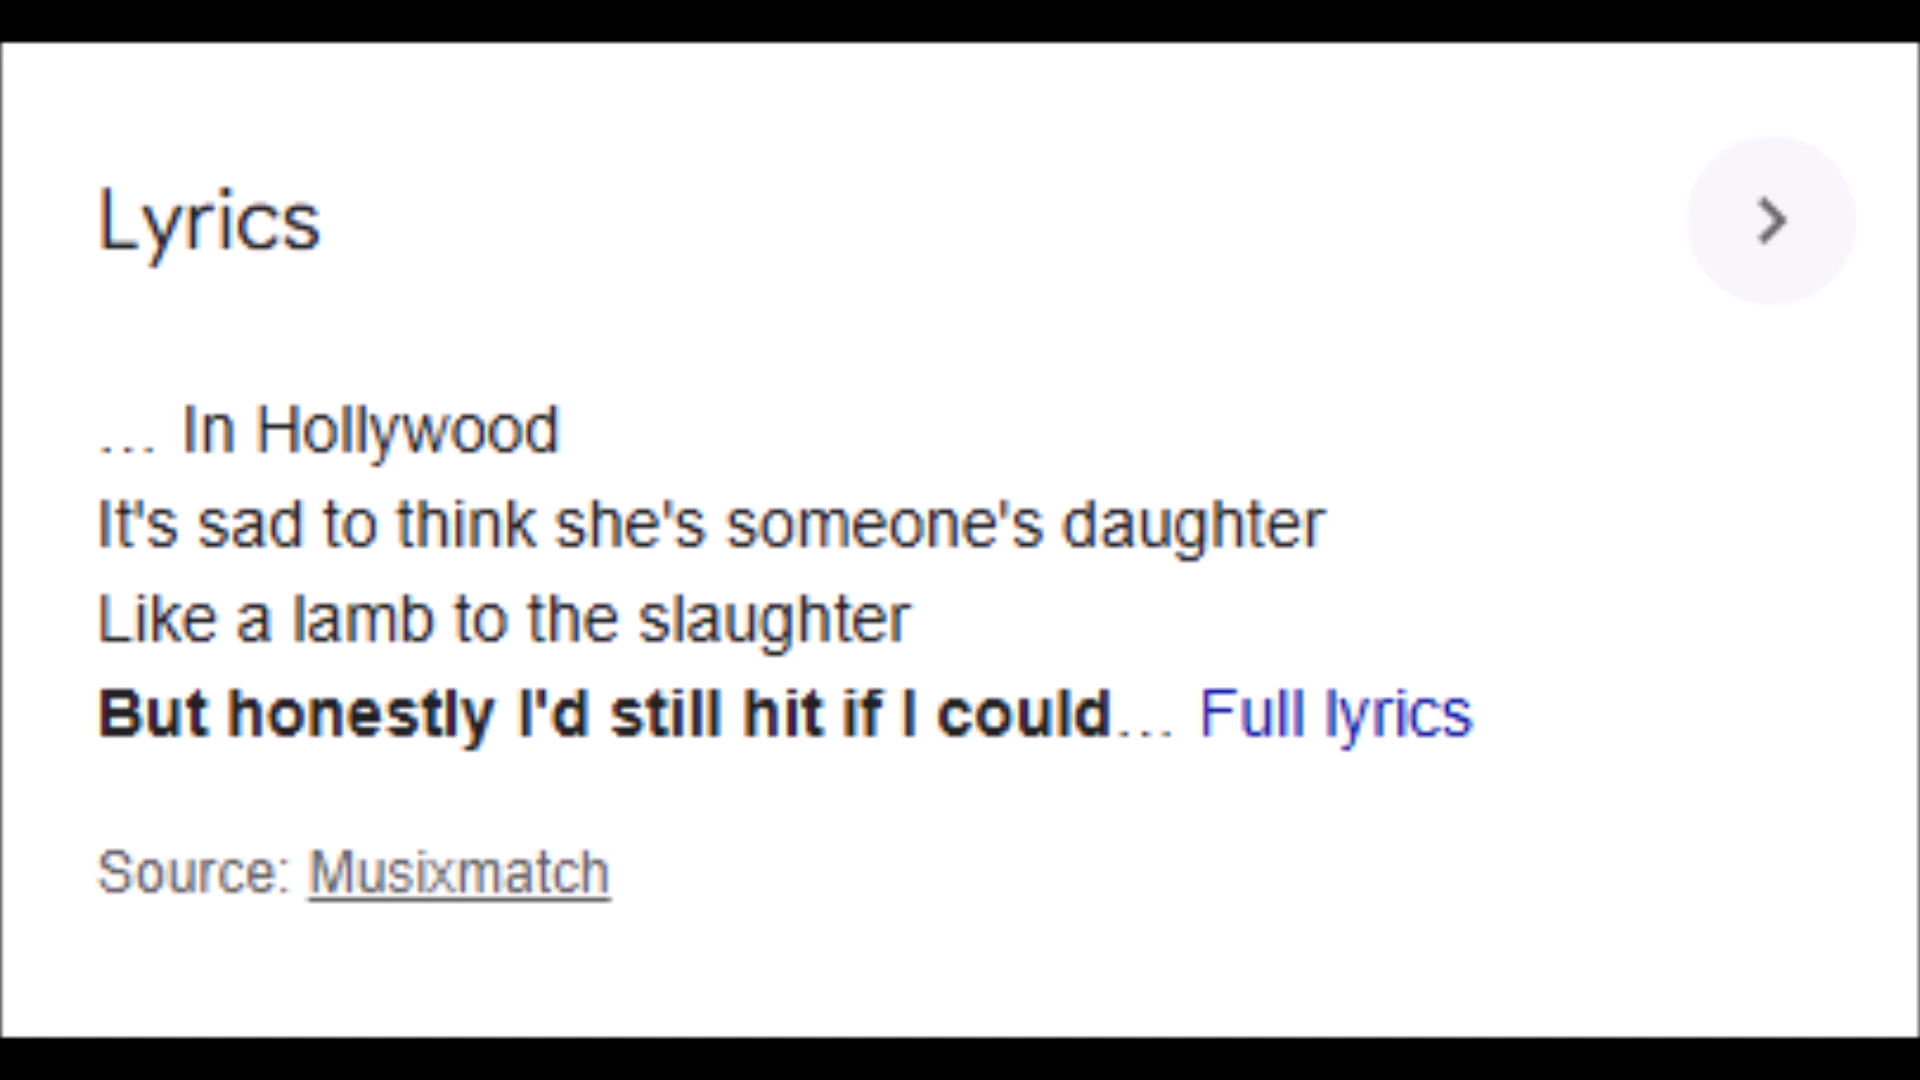 Lyrics
... In Hollywood
It's sad to think she's someone's daughter
Like a lamb to the slaughter
But honestly I'd still hit if I could... Full lyrics
Source: Musixmatch